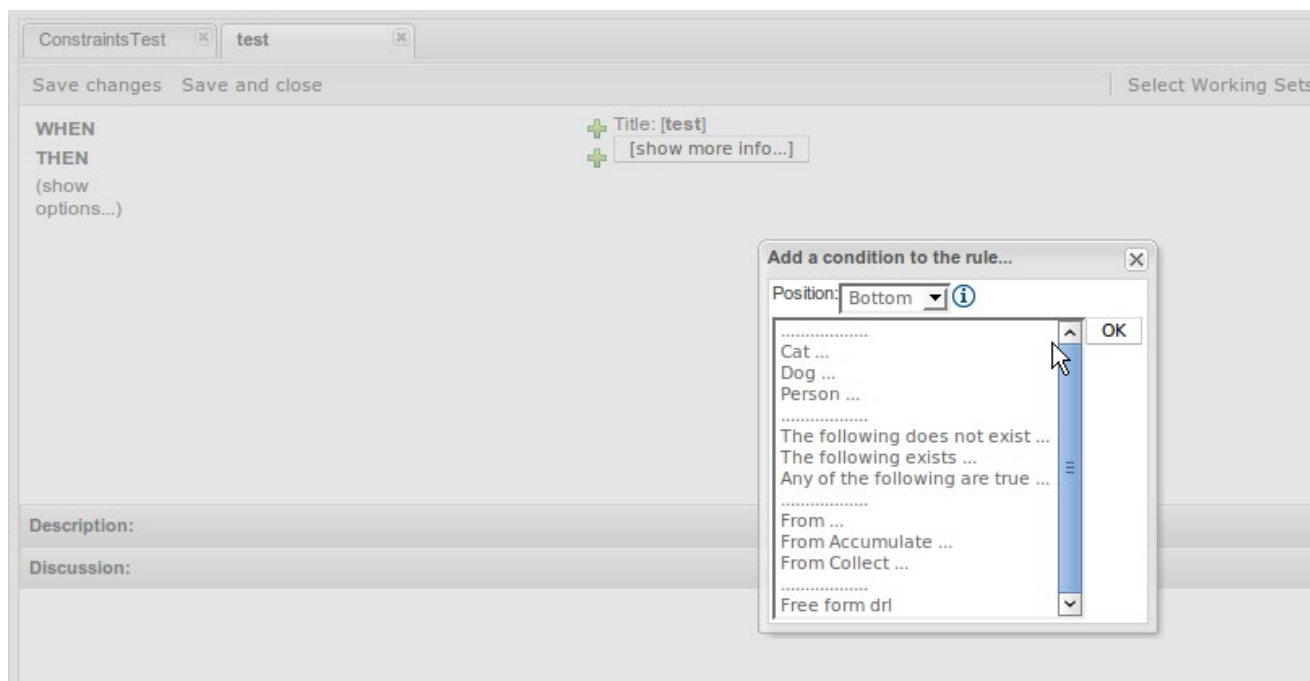 ConstraintsTest test
Save changes Save and close Select Working Sets
WHEN Title: [test]
THEN [show more info...]
(show
options...)
Add a condition to the rule...
Position: Bottom
..................
Cat ...
Dog ...
Person ...
..................
The following does not exist ...
The following exists ...
Any of the following are true ...
..................
From ...
From Accumulate ...
From Collect ...
..................
Free form drl
OK
Description:
Discussion: